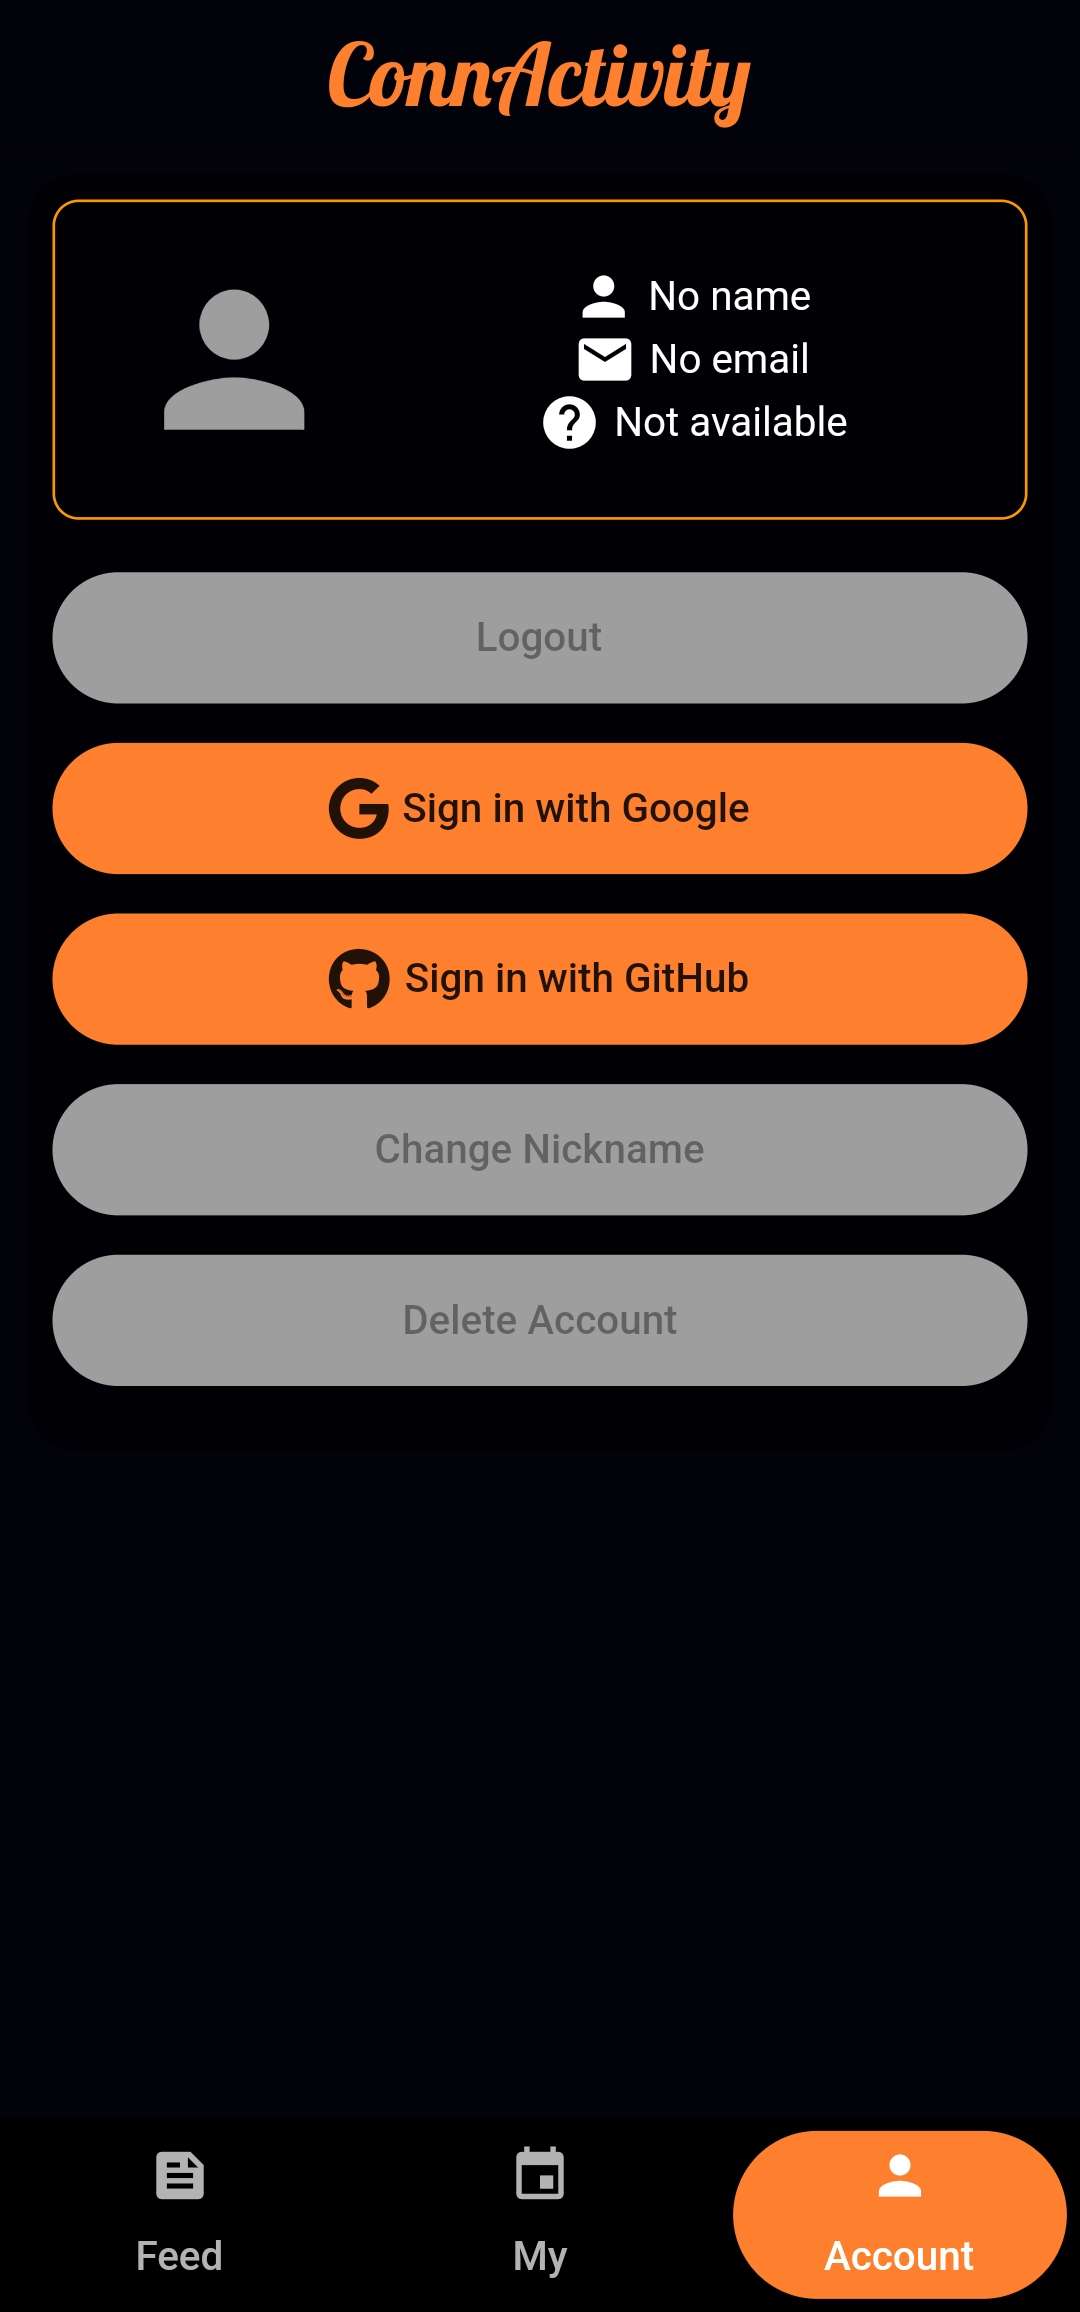 ConnActivity
No name
No email
Not available
Logout
Sign in with Google
Sign in with GitHub
Change Nickname
Delete Account
Feed
My
Account